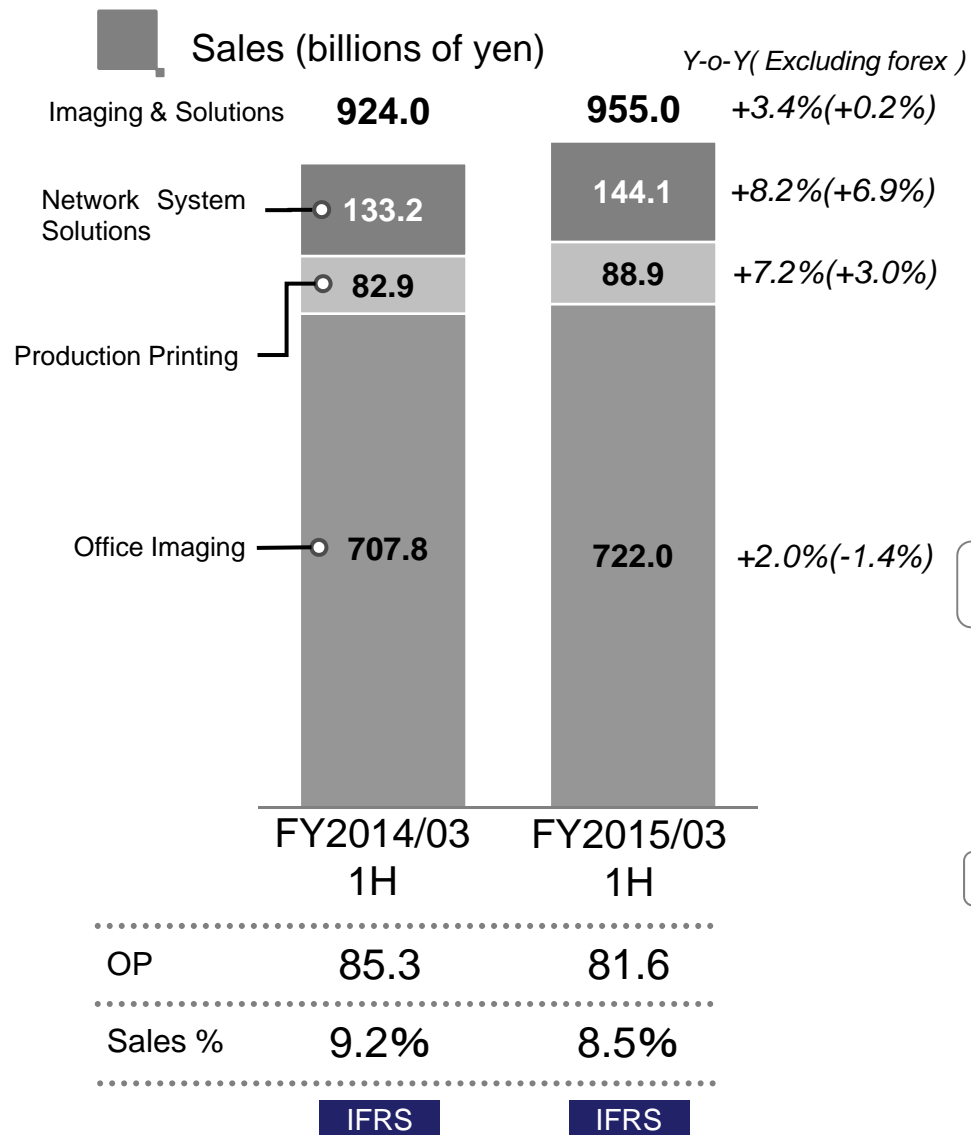 Sales (billions of yen)
Y-o-Y( Excluding forex )
Imaging & Solutions 924.0 955.0 +3.4%(+0.2%)
Network System
Solutions
133.2 144.1 +8.2%(+6.9%)
82.9 88.9 +7.2%(+3.0%)
Production Printing
Office Imaging 707.8 722.0 +2.0%(-1.4%)
FY2014/03 FY2015/03
1H 1H
OP 85.3 81.6
Sales % 9.2% 8.5%
IFRS IFRS